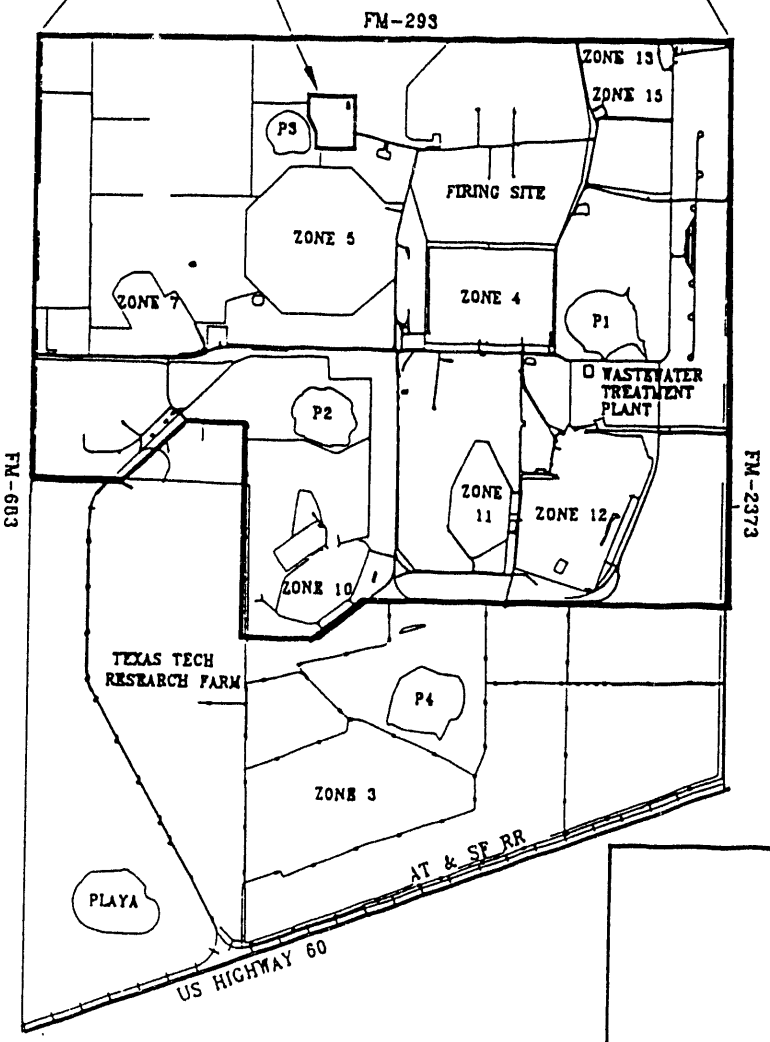 FM-293
ZONE 13
ZONE 15
P3
FIRING SITE
ZONE 5
ZONE 4
ZONE 7
P1
WASTEWATER
TREATMENT
PLANT
P2
FM-683
FM-2373
ZONE
11
ZONE 12
ZONE 10
TEXAS TECH
RESEARCH FARM
P4
ZONE 3
AT & SF RR
PLAYA
US HIGHWAY 60